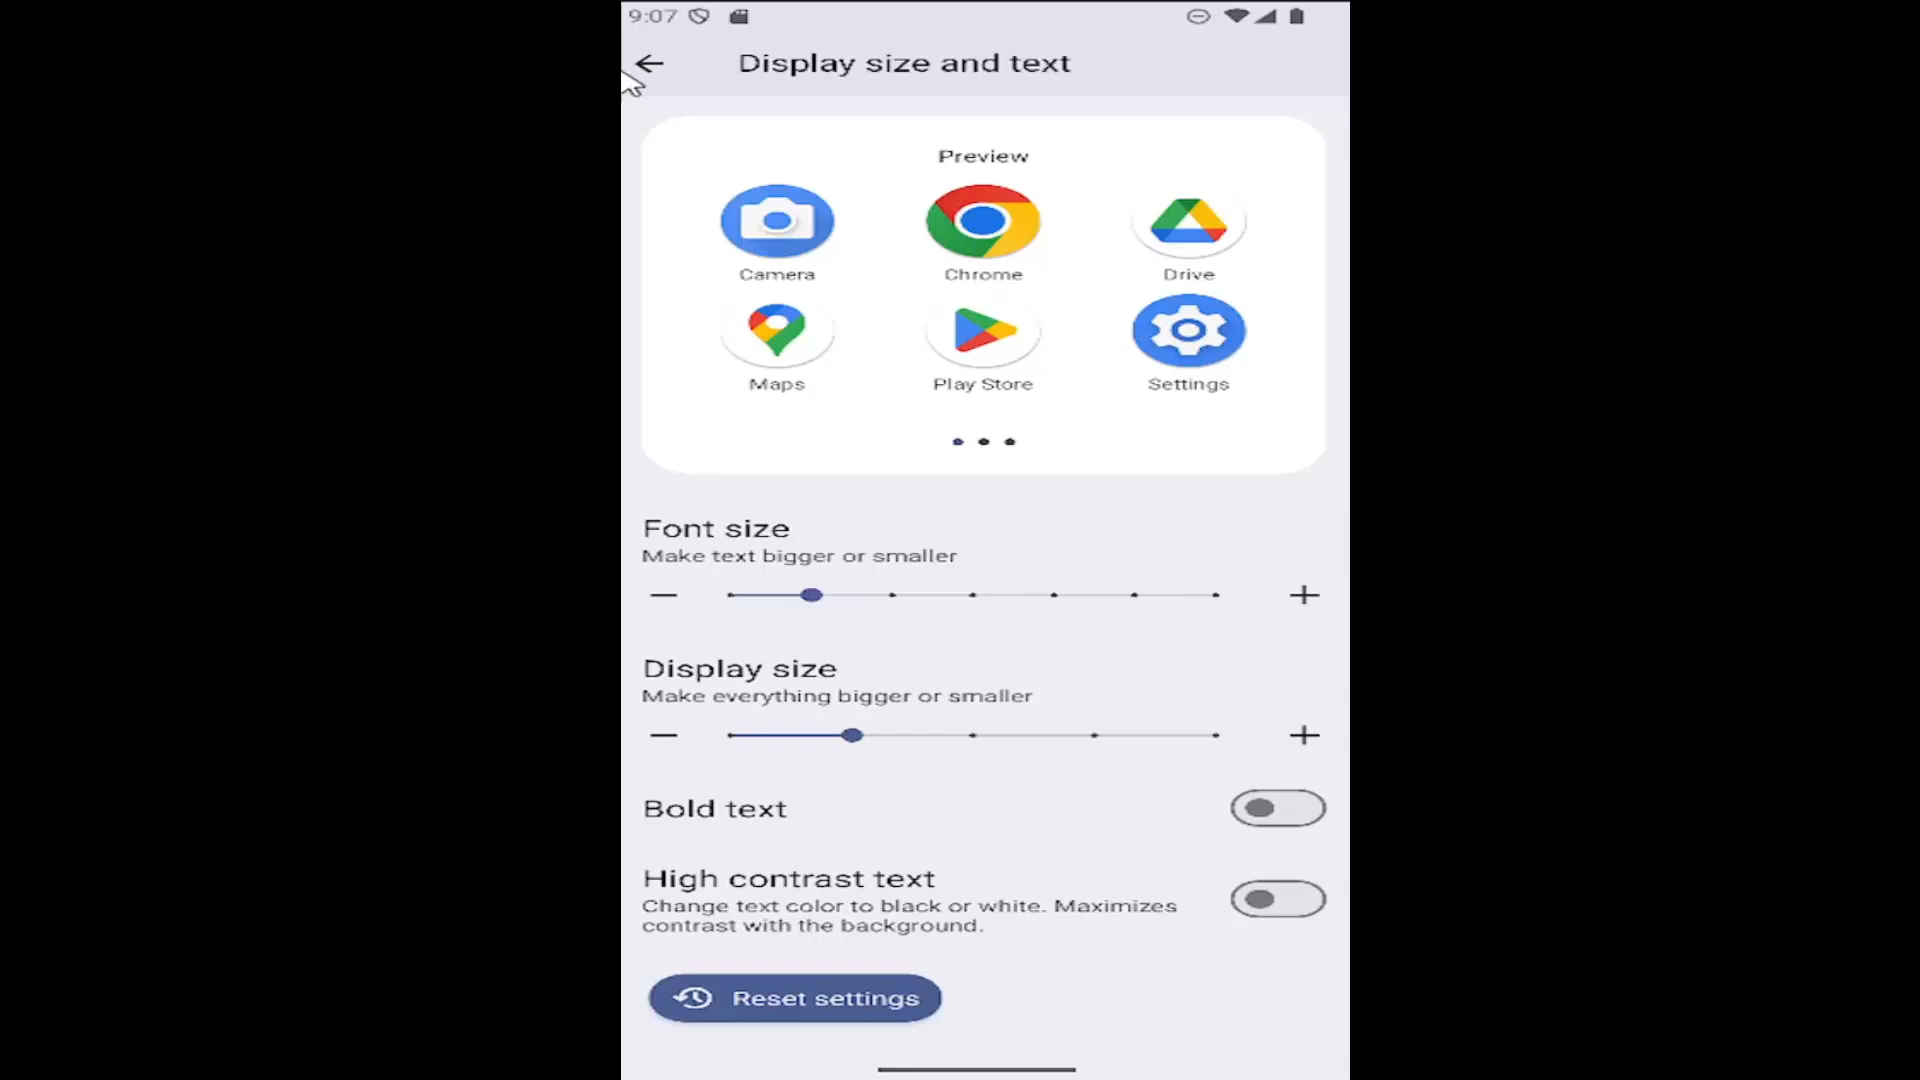 9:07
Display size and text
Preview
Camera Chrome Drive
Maps Play Store Settings
Font size
Make text bigger or smaller
Display size
Make everything bigger or smaller
Bold text
High contrast text
Change text color to black or white. Maximizes
contrast with the background.
Reset settings